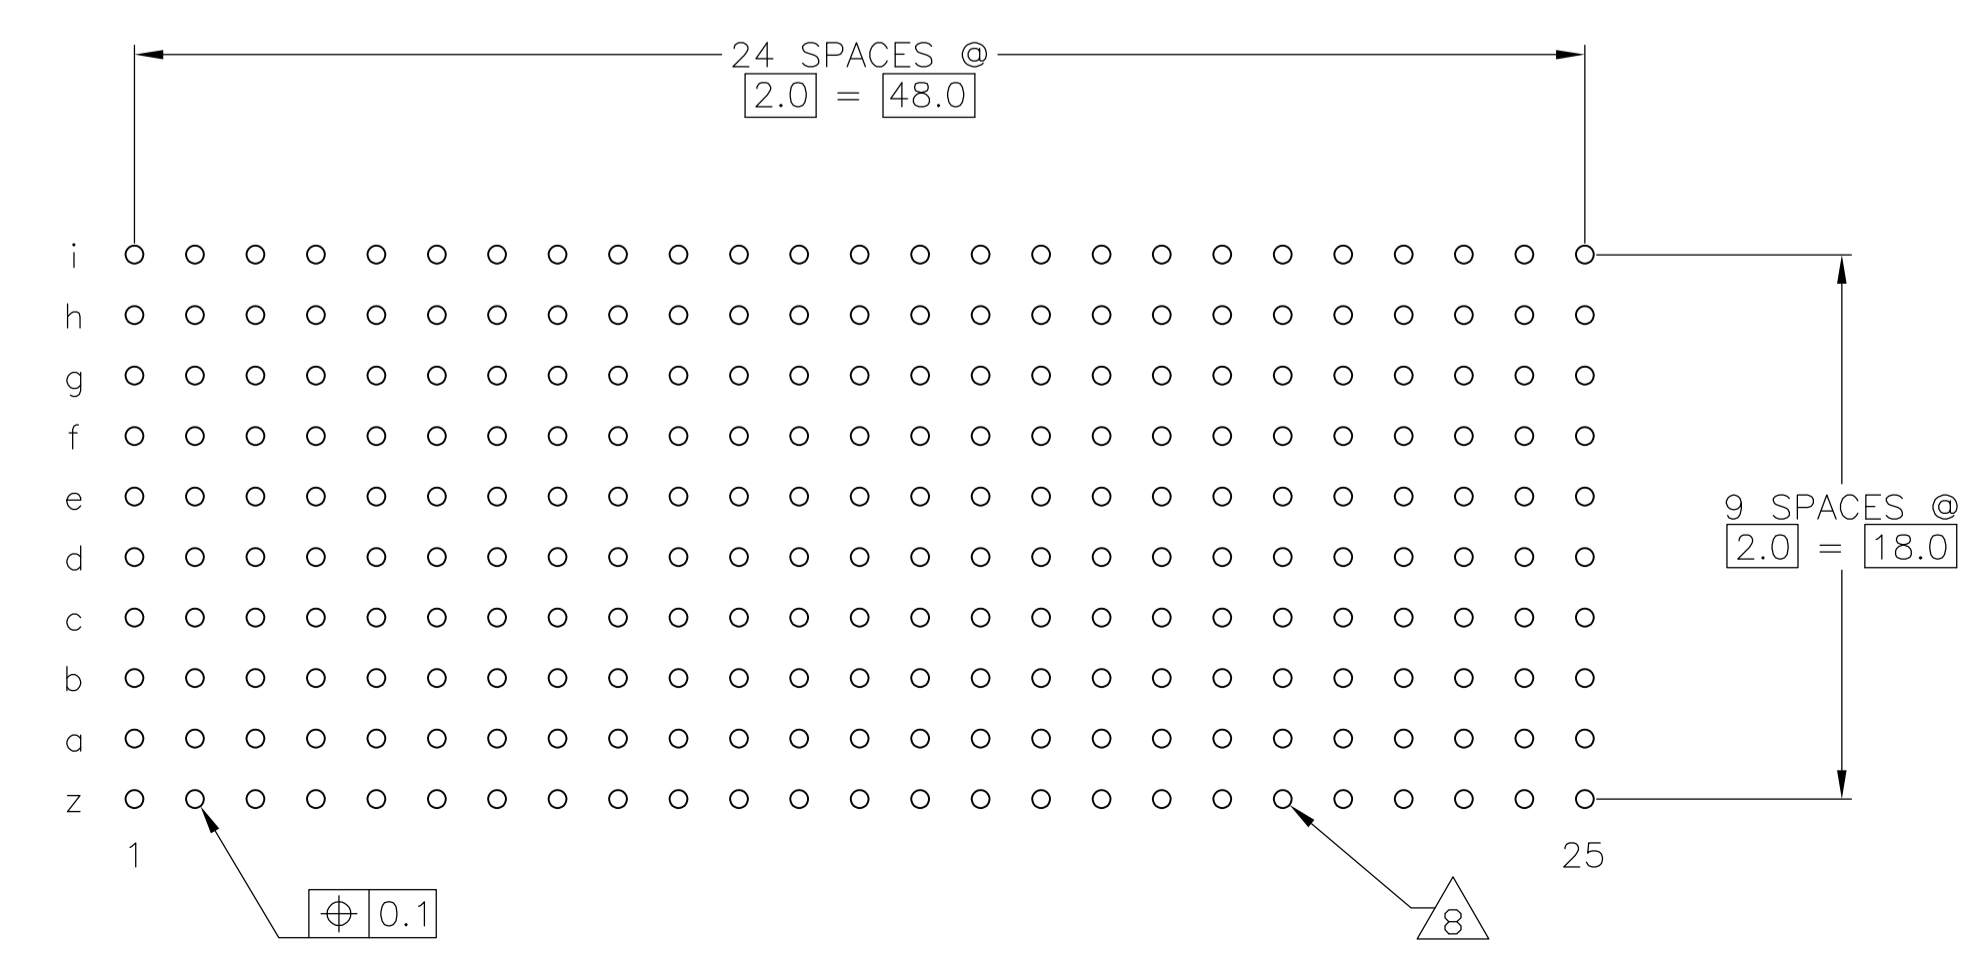 24 SPACES @
2.0 = 48.0
i
h
g
f
e
d
c
b
a
z
9 SPACES @
2.0 = 18.0
1
25
⌖ 0.1
8